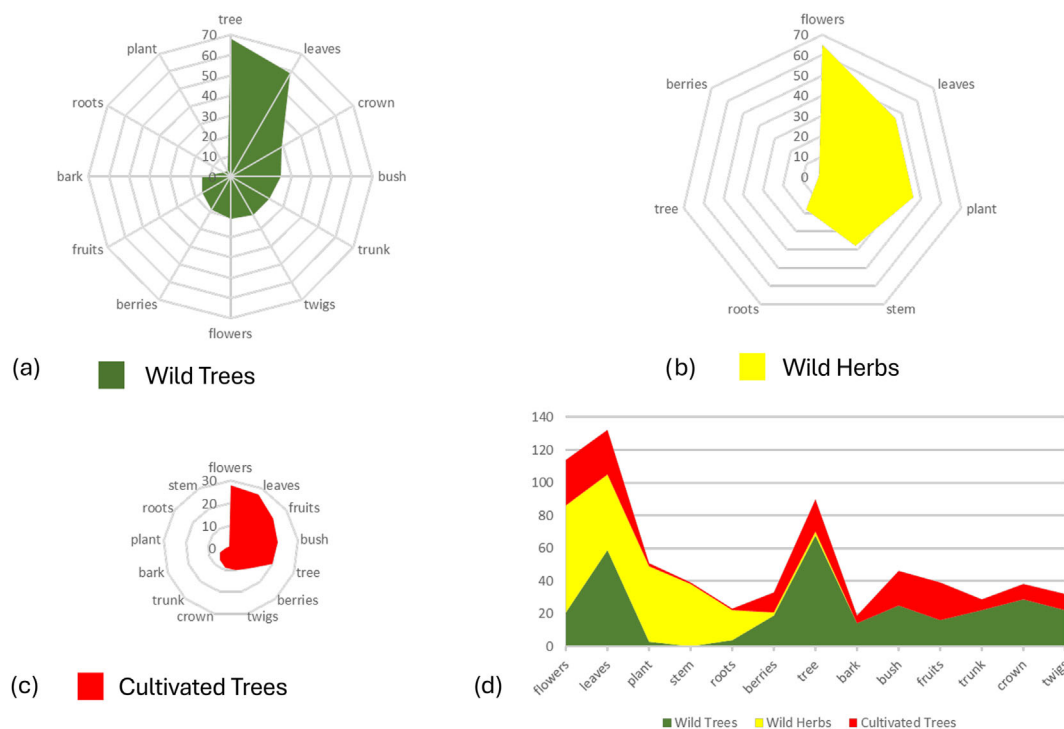 tree
plant
leaves
roots
crown
bark
bush
fruits
trunk
berries
twigs
flowers
70
60
50
40
30
20
10
0
(a)
Wild Trees
flowers
berries
leaves
tree
plant
roots
stem
70
60
50
40
30
20
10
0
(b)
Wild Herbs
flowers
stem
leaves
roots
fruits
plant
bush
bark
tree
trunk
berries
crown
twigs
30
20
10
0
(c)
Cultivated Trees
140
120
100
80
60
40
20
0
flowers
leaves
plant
stem
roots
berries
tree
bark
bush
fruits
trunk
crown
twigs
(d)
Wild Trees Wild Herbs Cultivated Trees